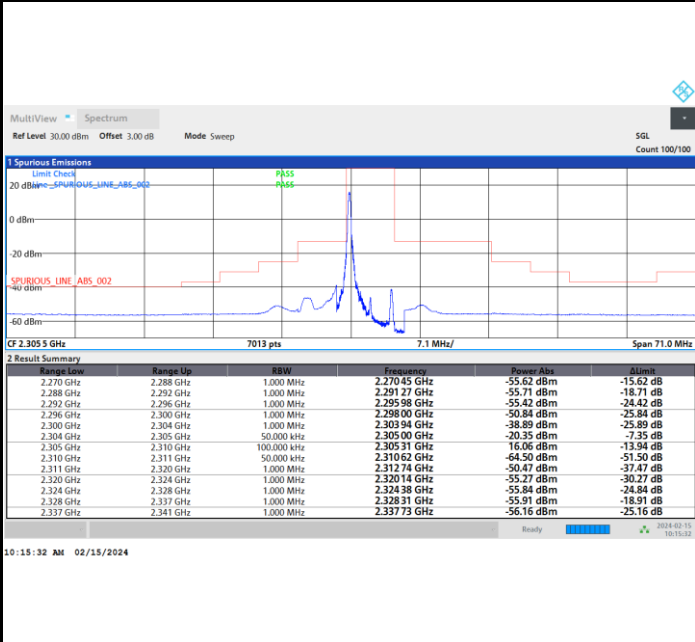 MultiView Spectrum
Ref Level 30.00 dBm Offset 3.00 dB Mode Sweep SGL
Count 100/100
1 Spurious Emissions
Limit Check PASS
Line _SPURIOUS_LINE_ABS_002 PASS
20 dBm
0 dBm
-20 dBm
SPURIOUS_LINE_ABS_002
-40 dBm
-60 dBm
CF 2.305 5 GHz 7013 pts 7.1 MHz/ Span 71.0 MHz
2 Result Summary
Range Low Range Up RBW Frequency Power Abs ΔLimit
2.270 GHz 2.288 GHz 1.000 MHz 2.270 45 GHz -55.62 dBm -15.62 dB
2.288 GHz 2.292 GHz 1.000 MHz 2.291 27 GHz -55.71 dBm -18.71 dB
2.292 GHz 2.296 GHz 1.000 MHz 2.295 98 GHz -55.42 dBm -24.42 dB
2.296 GHz 2.300 GHz 1.000 MHz 2.298 00 GHz -50.84 dBm -25.84 dB
2.300 GHz 2.304 GHz 1.000 MHz 2.303 94 GHz -38.89 dBm -25.89 dB
2.304 GHz 2.305 GHz 50.000 kHz 2.305 00 GHz -20.35 dBm -7.35 dB
2.305 GHz 2.310 GHz 100.000 kHz 2.305 31 GHz 16.06 dBm -13.94 dB
2.310 GHz 2.311 GHz 50.000 kHz 2.310 62 GHz -64.50 dBm -51.50 dB
2.311 GHz 2.320 GHz 1.000 MHz 2.312 74 GHz -50.47 dBm -37.47 dB
2.320 GHz 2.324 GHz 1.000 MHz 2.320 14 GHz -55.27 dBm -30.27 dB
2.324 GHz 2.328 GHz 1.000 MHz 2.324 38 GHz -55.84 dBm -24.84 dB
2.328 GHz 2.337 GHz 1.000 MHz 2.328 31 GHz -55.91 dBm -18.91 dB
2.337 GHz 2.341 GHz 1.000 MHz 2.337 73 GHz -56.16 dBm -25.16 dB
Ready 2024-02-15
10:15:32
10:15:32 AM 02/15/2024